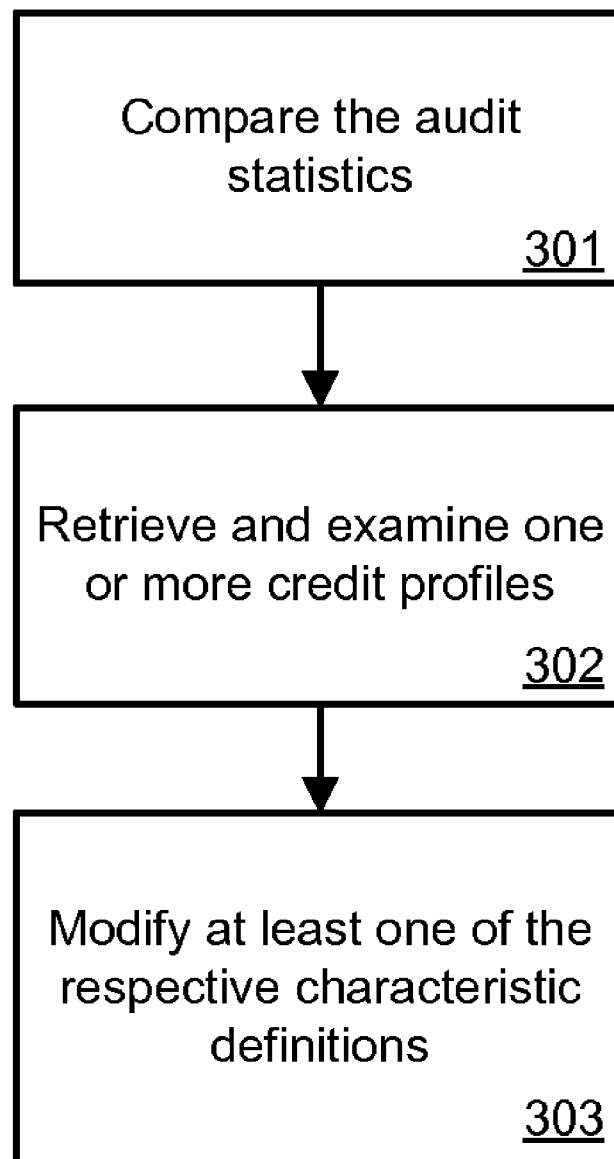 Compare the audit
statistics
301
Retrieve and examine one
or more credit profiles
302
Modify at least one of the
respective characteristic
definitions
303